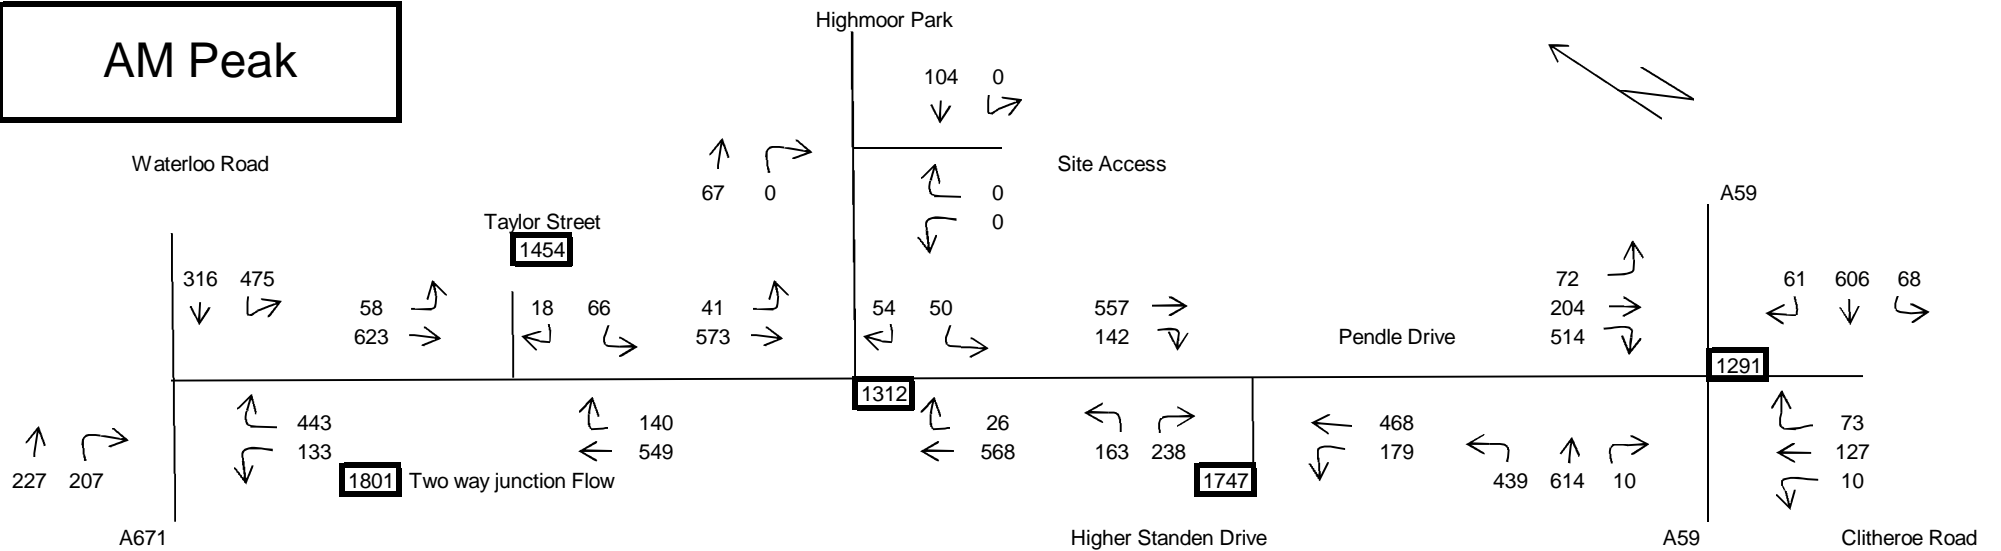 Highmoor Park
AM Peak
104 0
Waterloo Road
Site Access
67 0
0
A59
Taylor Street
0
1454
316 475
72
61 606 68
58
18 66
41
54 50
557
204
623
573
142
Pendle Drive
514
1291
1312
443
140
26
468
73
133
549
568
163 238
179
127
227 207
1801 Two way junction Flow
1747
439 614 10
10
A671
Higher Standen Drive
A59
Clitheroe Road